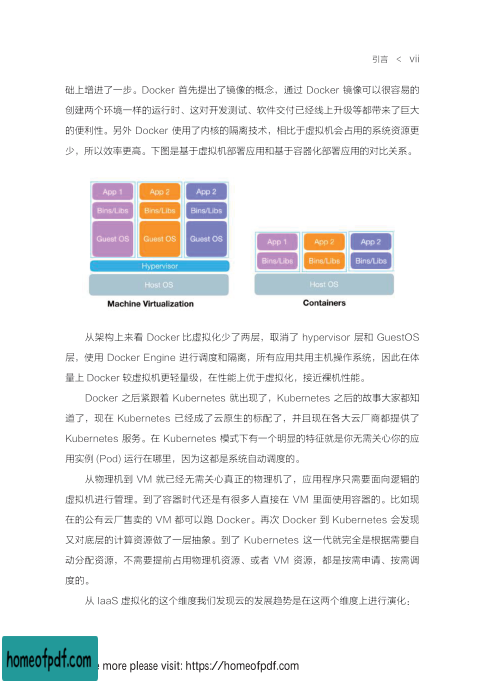 引言 < vii
础上增进了一步。Docker 首先提出了镜像的概念，通过 Docker 镜像可以很容易的
创建两个环境一样的运行时、这对开发测试、软件交付已经线上升级等都带来了巨大
的便利性。另外 Docker 使用了内核的隔离技术，相比于虚拟机会占用的系统资源更
少，所以效率更高。下图是基于虚拟机部署应用和基于容器化部署应用的对比关系。
App 1 App 2 App 2
Bins/Libs Bins/Libs Bins/Libs
Guest OS Guest OS Guest OS
Hypervisor
Host OS
Machine Virtualization
App 1 App 2 App 2
Bins/Libs Bins/Libs Bins/Libs
Host OS
Containers
从架构上来看 Docker 比虚拟化少了两层，取消了 hypervisor 层和 GuestOS
层，使用 Docker Engine 进行调度和隔离，所有应用共用主机操作系统，因此在体
量上 Docker 较虚拟机更轻量级，在性能上优于虚拟化，接近裸机性能。
Docker 之后紧跟着 Kubernetes 就出现了，Kubernetes 之后的故事大家都知
道了，现在 Kubernetes 已经成了云原生的标配了，并且现在各大云厂商都提供了
Kubernetes 服务。在 Kubernetes 模式下有一个明显的特征就是你无需关心你的应
用实例 (Pod) 运行在哪里，因为这都是系统自动调度的。
从物理机到 VM 就已经无需关心真正的物理机了，应用程序只需要面向逻辑的
虚拟机进行管理。到了容器时代还是有很多人直接在 VM 里面使用容器的。比如现
在的公有云厂售卖的 VM 都可以跑 Docker。再次 Docker 到 Kubernetes 会发现
又对底层的计算资源做了一层抽象。到了 Kubernetes 这一代就完全是根据需要自
动分配资源，不需要提前占用物理机资源、或者 VM 资源，都是按需申请、按需调
度的。
从 IaaS 虚拟化的这个维度我们发现云的发展趋势是在这两个维度上进行演化：
homeofpdf.com
e more please visit: https://homeofpdf.com